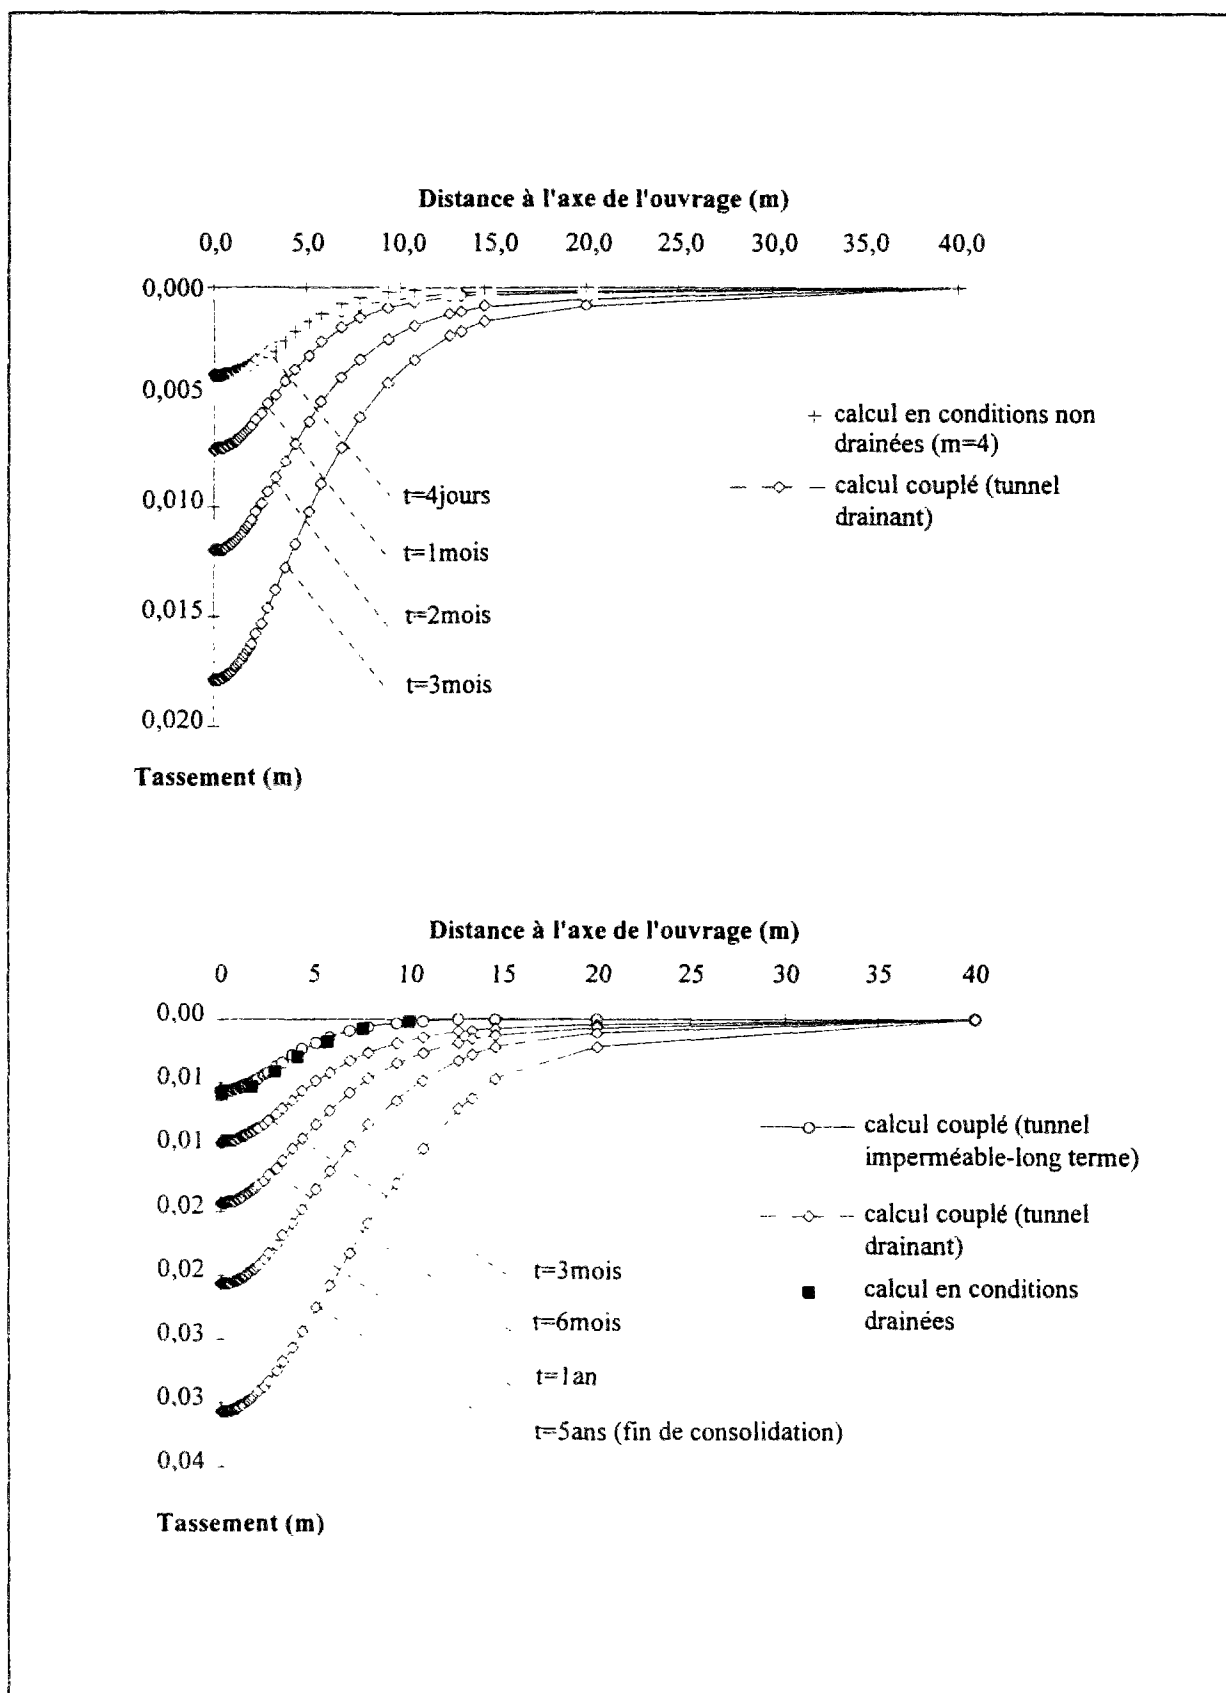 Distance à l'axe de l'ouvrage (m)
0,0 5,0 10,0 15,0 20,0 25,0 30,0 35,0 40,0
0,000
0,005
0,010
0,015
0,020
+ calcul en conditions non
drainées (m=4)
calcul couplé (tunnel
drainant)
t=4jours
t=1mois
t=2mois
t=3mois
Tassement (m)
Distance à l'axe de l'ouvrage (m)
0 5 10 15 20 25 30 35 40
0,00
0,01
0,01
0,02
0,02
0,03
0,03
0,04
calcul couplé (tunnel
imperméable-long terme)
calcul couplé (tunnel
drainant)
calcul en conditions
drainées
t=3mois
t=6mois
t=1an
t=5ans (fin de consolidation)
Tassement (m)